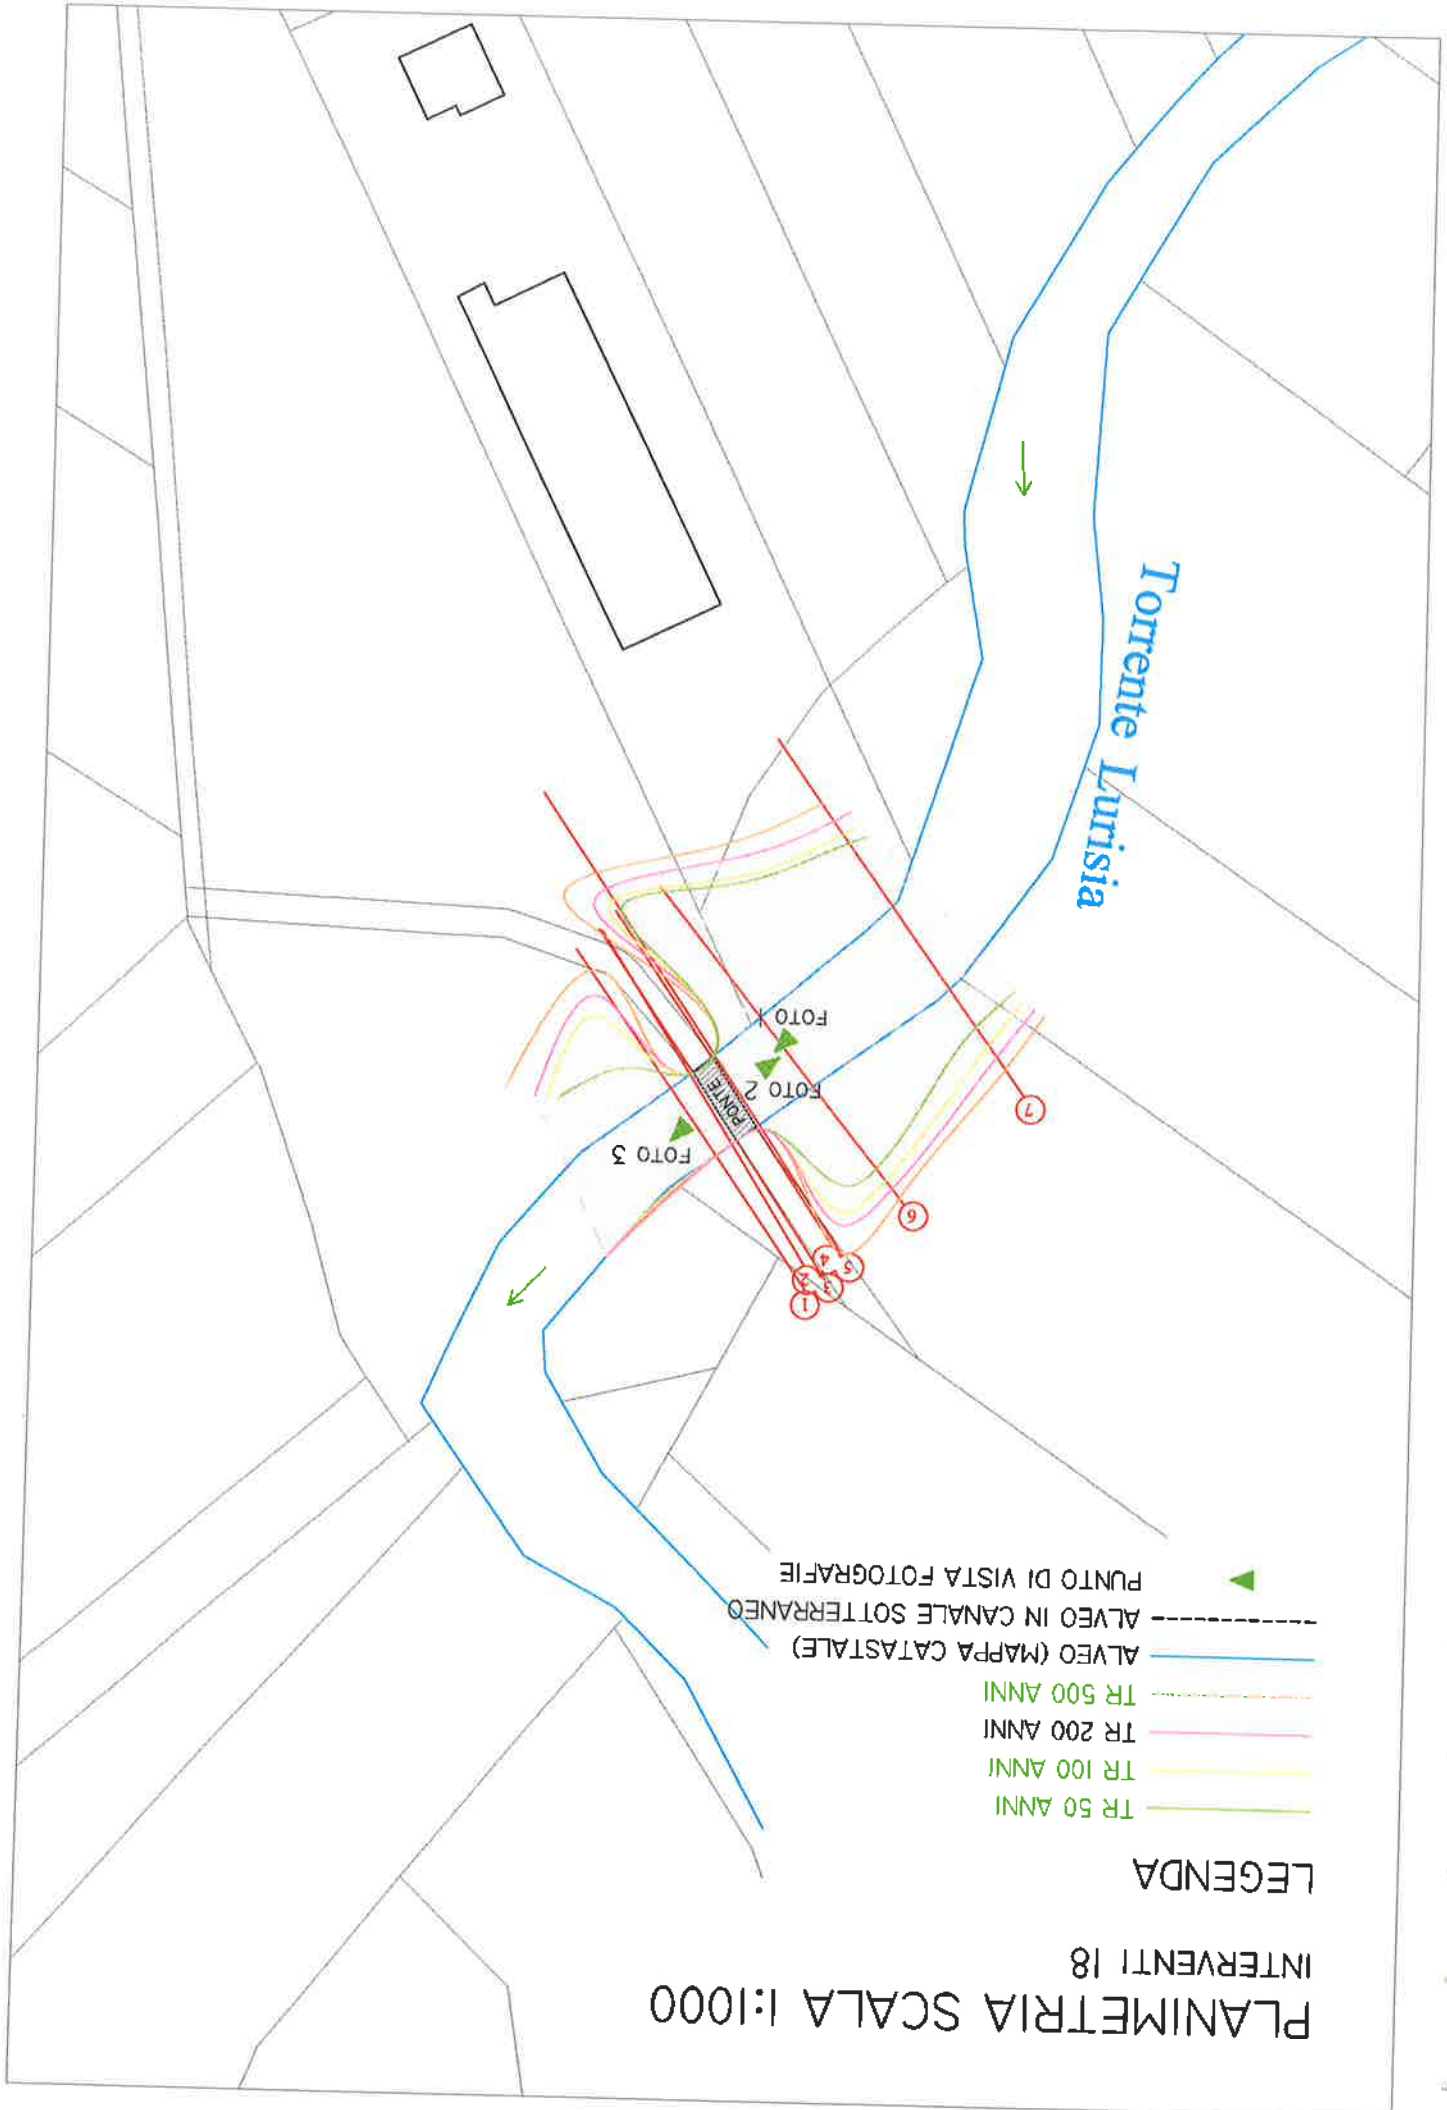 PLANIMETRIA SCALA 1:1000
INTERVENTI 18
LEGENDA
TR 50 ANNI
TR 100 ANNI
TR 200 ANNI
TR 500 ANNI
ALVEO (MAPPA CATASTALE)
ALVEO IN CANALE SOTTERRANEO
PUNTO DI VISTA FOTOGRAFIE
1
2
3
4
5
6
7
FOTO 3
PONTE
FOTO 2
FOTO 1
Torrente Lurisia